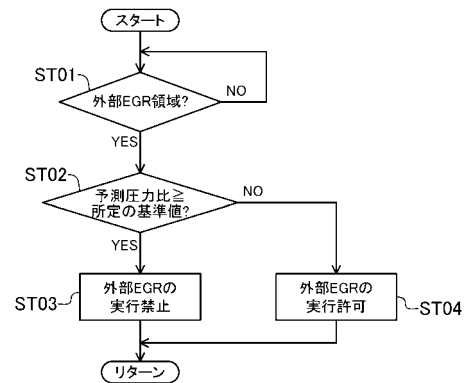 スタート
ST01
外部EGR領域?
NO
YES
ST02
予測圧力比≧
所定の基準値?
NO
YES
ST03
外部EGRの
実行禁止
外部EGRの
実行許可
ST04
リターン